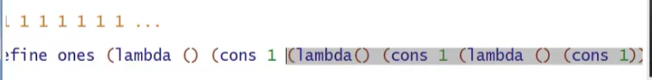 1 1 1 1 1 1 1 ...
efine ones (lambda () (cons 1 (lambda() (cons 1 (lambda () (cons 1))